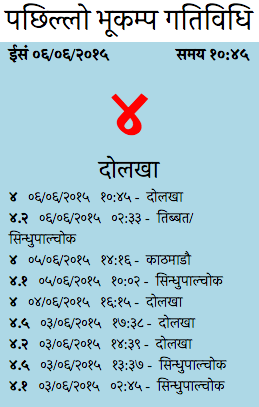 पछिल्लो भूकम्प गतिविधि
ईसं ०६/०६/२०१५ समय १०:४५
४
दोलखा
४ ०६/०६/२०१५ १०:४५ - दोलखा
४.२ ०६/०६/२०१५ ०२:३३ - तिब्बत/
सिन्धुपाल्चोक
४ ०५/०६/२०१५ १४:१६ - काठमाडौ
४.१ ०५/०६/२०१५ १०:०२ - सिन्धुपाल्चोक
४ ०४/०६/२०१५ १६:१५ - दोलखा
४.५ ०३/०६/२०१५ १७:३८ - दोलखा
४.२ ०३/०६/२०१५ १४:३९ - दोलखा
४.५ ०३/०६/२०१५ १३:३७ - सिन्धुपाल्चोक
४.१ ०३/०६/२०१५ ०२:४५ - सिन्धुपाल्चोक